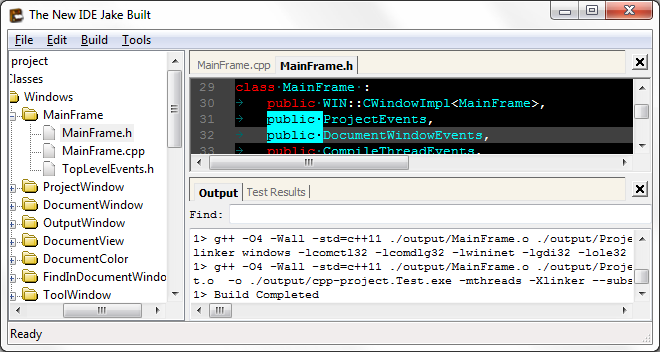 The New IDE Jake Built
File Edit Build Tools
project
Classes
Windows
MainFrame
MainFrame.h
MainFrame.cpp
TopLevelEvents.h
ProjectWindow
DocumentWindow
OutputWindow
DocumentView
DocumentColor
FindInDocumentWindo
ToolWindow
MainFrame.cpp MainFrame.h
29 class·MainFrame·:
30 → public·WIN::CWindowImpl<MainFrame>,
31 → public·ProjectEvents,
32 → public·DocumentWindowEvents,
33 → public·CompileThreadEvents,
Output Test Results
Find:
1> g++ -O4 -Wall -std=c++11 ./output/MainFrame.o ./output/Proje
linker windows -lcomctl32 -lcomdlg32 -lwininet -lgdi32 -lole32
1> g++ -O4 -Wall -std=c++11 ./output/MainFrame.o ./output/Proje
t.o -o ./output/cpp-project.Test.exe -mthreads -Xlinker --subs
1> Build Completed
Ready